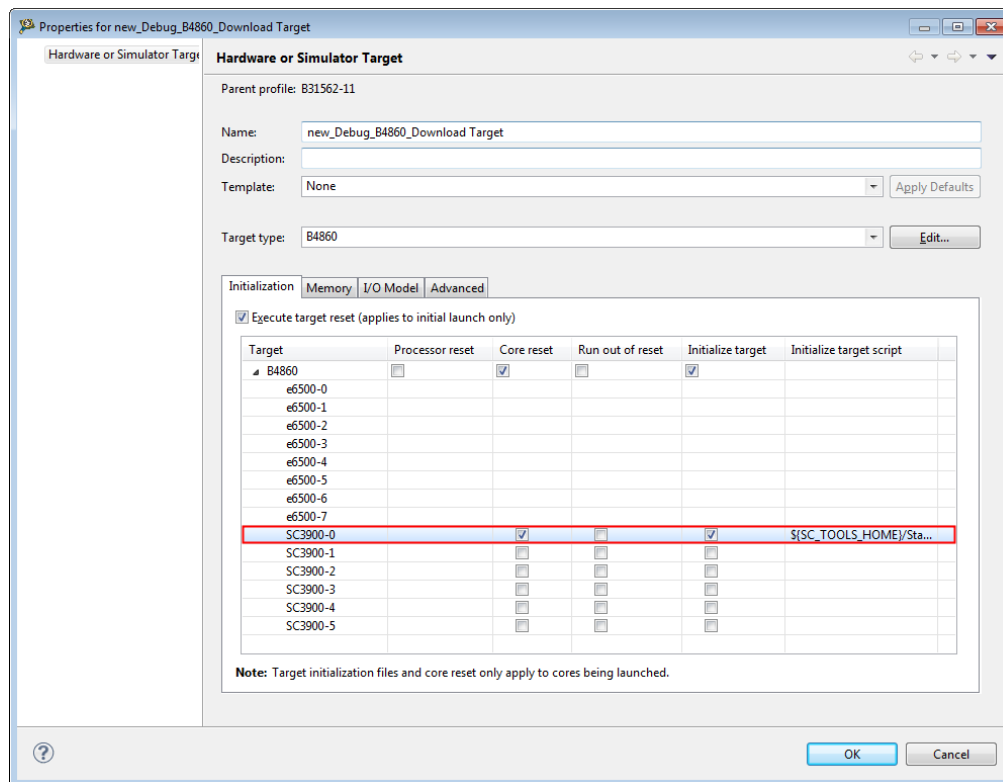 Properties for new_Debug_B4860_Download Target
Hardware or Simulator Targe
Hardware or Simulator Target
Parent profile: B31562-11
Name: new_Debug_B4860_Download Target
Description:
Template: None Apply Defaults
Target type: B4860 Edit...
Initialization Memory I/O Model Advanced
Execute target reset (applies to initial launch only)
Target Processor reset Core reset Run out of reset Initialize target Initialize target script
B4860
e6500-0
e6500-1
e6500-2
e6500-3
e6500-4
e6500-5
e6500-6
e6500-7
SC3900-0 ${SC_TOOLS_HOME}/Sta...
SC3900-1
SC3900-2
SC3900-3
SC3900-4
SC3900-5
Note: Target initialization files and core reset only apply to cores being launched.
OK Cancel